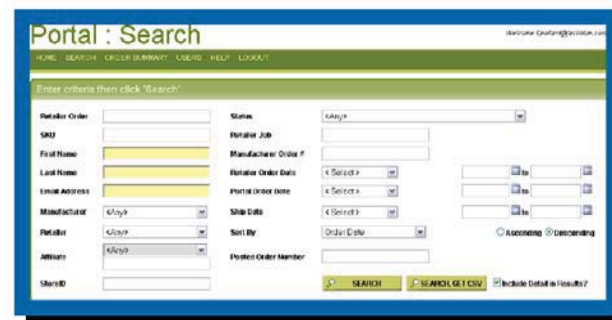 Portal : Search
HOME SEARCH ORDER SUMMARY USERS HELP LOGOUT
Enter criteria then click 'Search'
Retailer Order Status <Any>
SKU Retailer Job
First Name Manufacturer Order #
Last Name Retailer Order Date <Select> to
Email Address Portal Order Date <Select> to
Manufacturer <Any> Ship Date <Select> to
Retailer <Any> Sort By Order Date Ascending Descending
Affiliate <Any> Posted Order Number
StoreID SEARCH SEARCH, GET CSV Include Detail in Results?